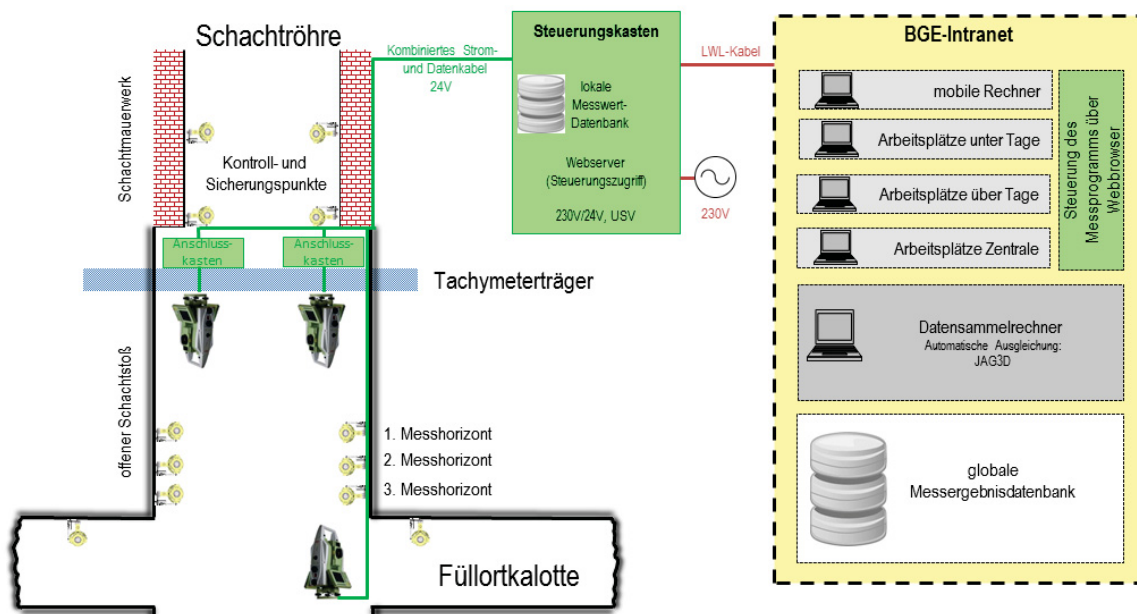 Schachtröhre
Schachtmauerwerk
Kontroll- und
Sicherungspunkte
Kombiniertes Strom-
und Datenkabel
24V
Steuerungskasten
lokale
Messwert-
Datenbank
Webserver
(Steuerungszugriff)
230V/24V, USV
LWL-Kabel
230V
Anschluss-
kasten
Anschluss-
kasten
Tachymeterträger
offener Schachtstoß
1. Messhorizont
2. Messhorizont
3. Messhorizont
Füllortkalotte
BGE-Intranet
mobile Rechner
Arbeitsplätze unter Tage
Arbeitsplätze über Tage
Arbeitsplätze Zentrale
Steuerung des
Messprogramms über
Webbrowser
Datensammelrechner
Automatische Ausgleichung:
JAG3D
globale
Messergebnisdatenbank